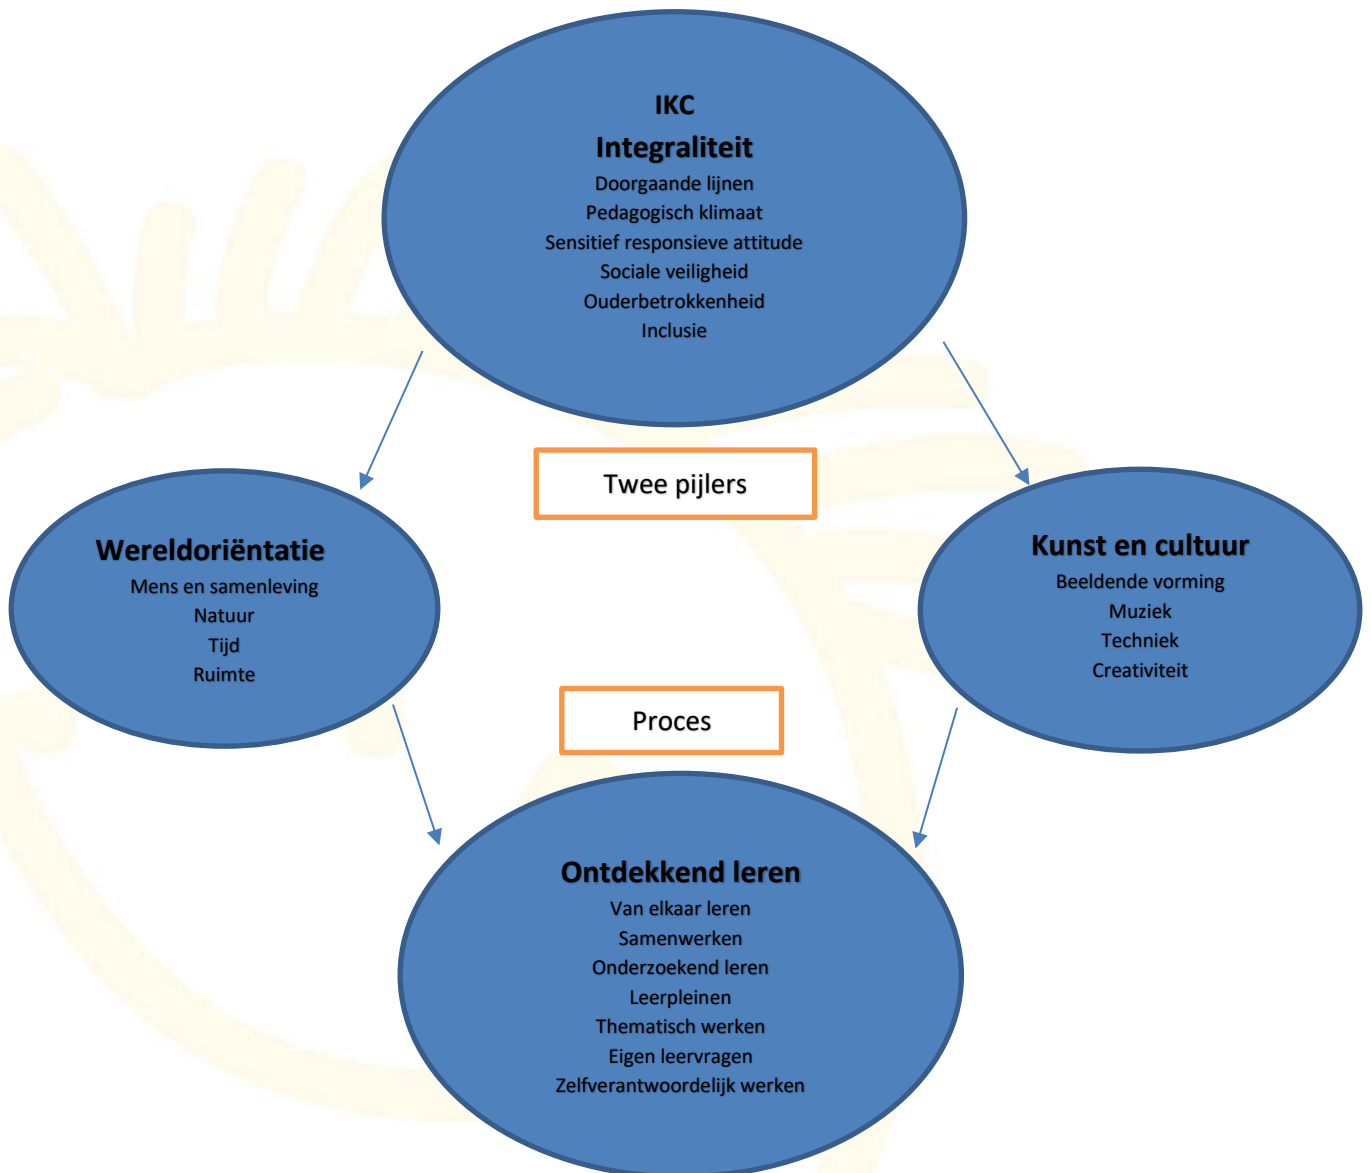 IKC
Integraliteit
Doorgaande lijnen
Pedagogisch klimaat
Sensitief responsieve attitude
Sociale veiligheid
Ouderbetrokkenheid
Inclusie
Twee pijlers
Wereldoriëntatie
Mens en samenleving
Natuur
Tijd
Ruimte
Kunst en cultuur
Beeldende vorming
Muziek
Techniek
Creativiteit
Proces
Ontdekkend leren
Van elkaar leren
Samenwerken
Onderzoekend leren
Leerpleinen
Thematisch werken
Eigen leervragen
Zelfverantwoordelijk werken